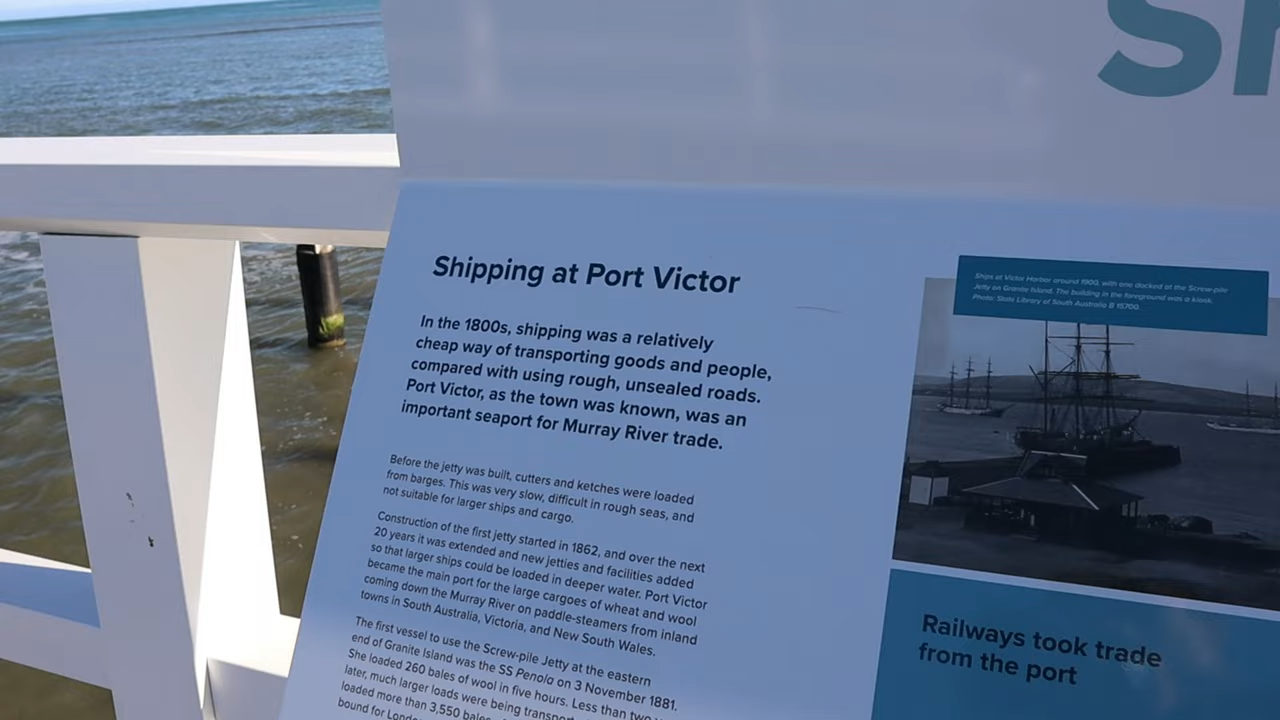 Shipping at Port Victor
In the 1800s, shipping was a relatively
cheap way of transporting goods and people,
compared with using rough, unsealed roads.
Port Victor, as the town was known, was an
important seaport for Murray River trade.
Before the jetty was built, cutters and ketches were loaded
from barges. This was very slow, difficult in rough seas, and
not suitable for larger ships and cargo.
Construction of the first jetty started in 1862, and over the next
20 years it was extended and new jetties and facilities added
so that larger ships could be loaded in deeper water. Port Victor
became the main port for the large cargoes of wheat and wool
coming down the Murray River on paddle-steamers from inland
towns in South Australia, Victoria, and New South Wales.
The first vessel to use the Screw-pile Jetty at the eastern
end of Granite Island was the SS Penola on 3 November 1881.
She loaded 260 bales of wool in five hours. Less than two
later, much larger loads were being
loaded more than 3,550
bound for
Ships at Victor Harbor around 1900, with one docked at the Screw-pile
Jetty on Granite Island. The building in the foreground was a kiosk.
Photo: State Library of South Australia B 15700.
Railways took trade
from the port